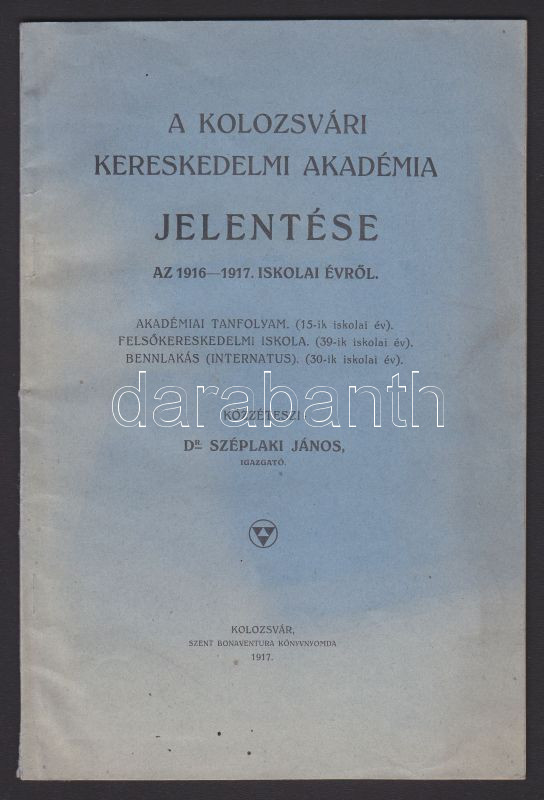 A KOLOZSVÁRI
KERESKEDELMI AKADÉMIA
JELENTÉSE
AZ 1916—1917. ISKOLAI ÉVRŐL.
AKADÉMIAI TANFOLYAM. (15-ik iskolai év).
FELSŐKERESKEDELMI ISKOLA. (39-ik iskolai év).
BENNLAKÁS (INTERNATUS). (30-ik iskolai év).
darabanth
KÖZZÉTESZI
DR. SZÉPLAKI JÁNOS,
IGAZGATÓ.
KOLOZSVÁR,
SZENT BONAVENTURA KÖNYVNYOMDA
1917.